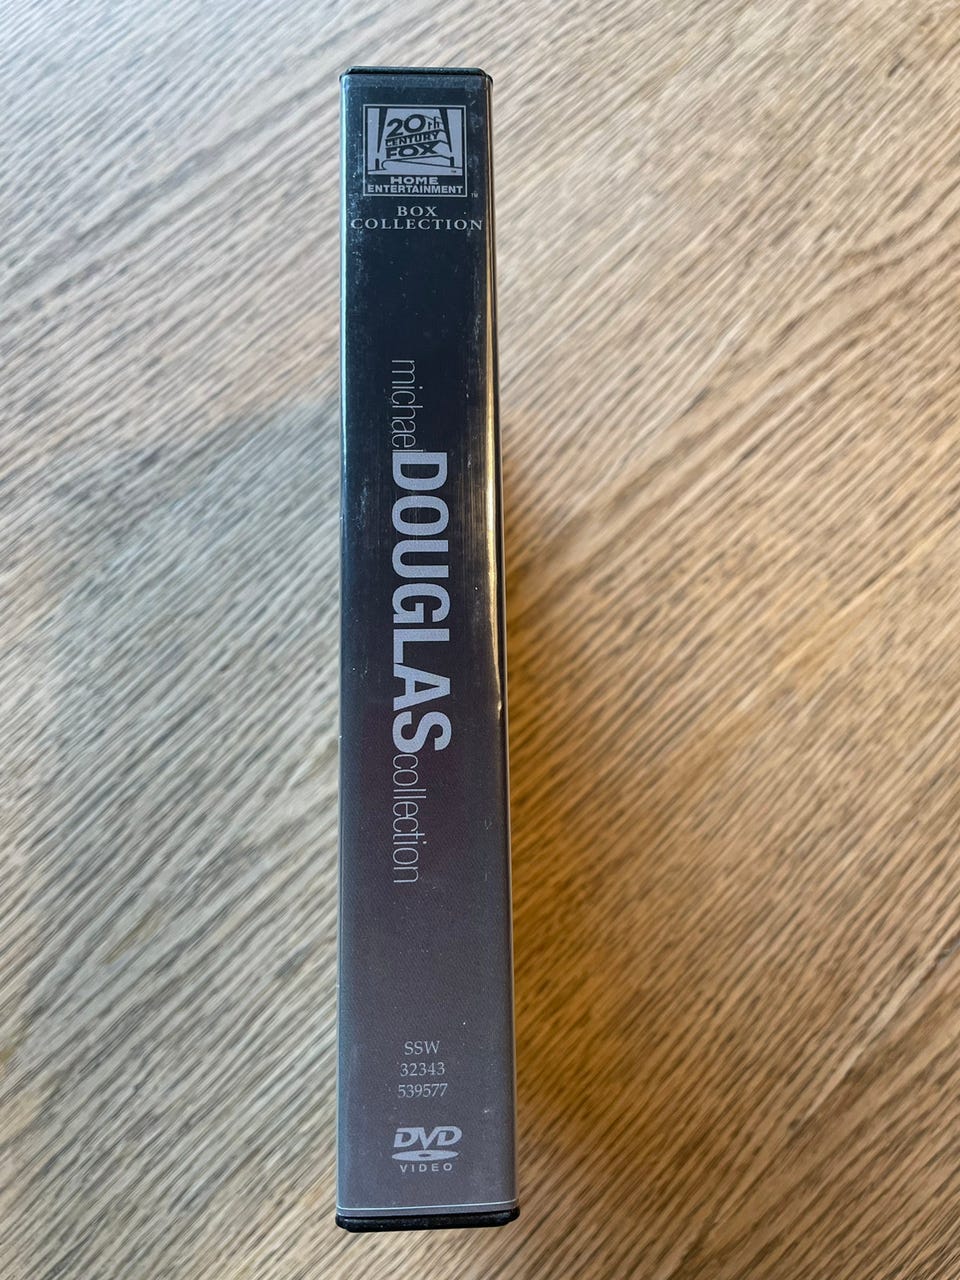 20th
CENTURY
FOX
HOME
ENTERTAINMENT
BOX
COLLECTION
michaelDOUGLAScollection
SSW
32343
539577
DVD
VIDEO